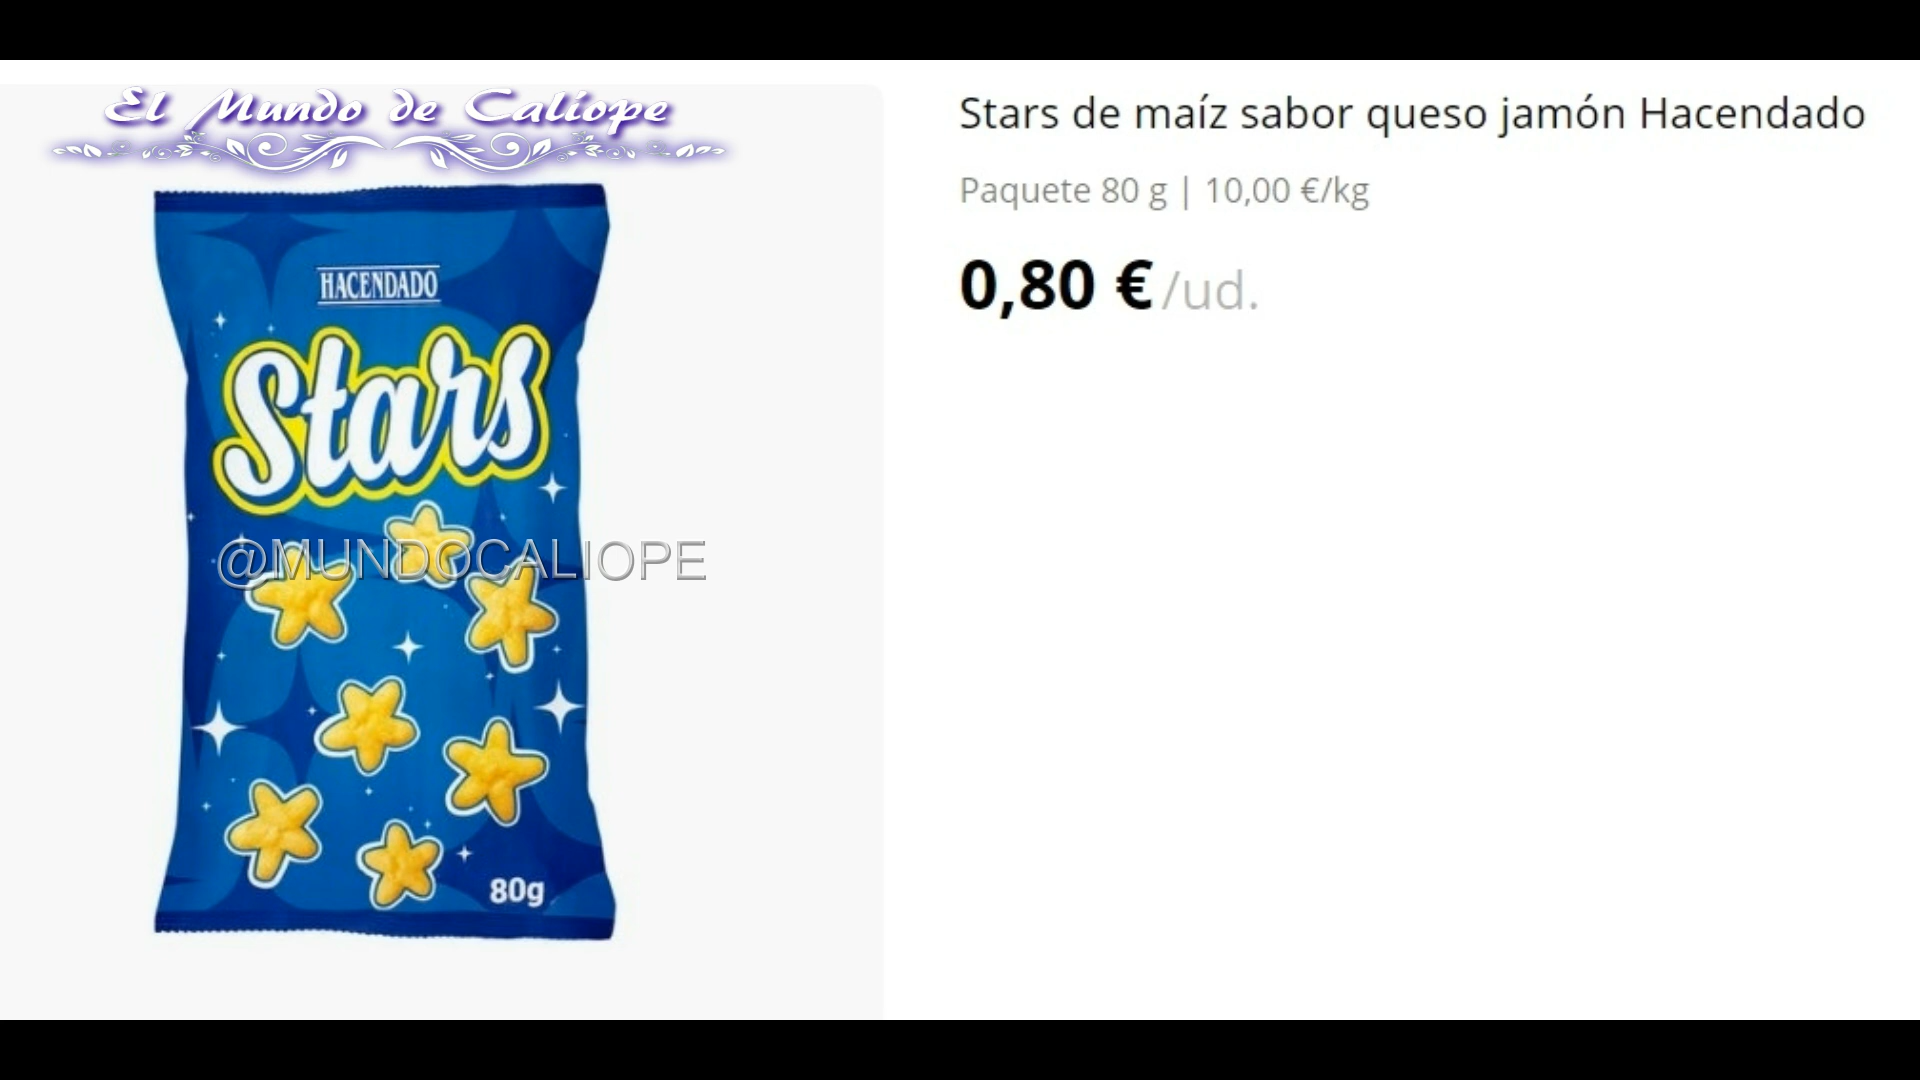 El Mundo de Calíope
Stars de maíz sabor queso jamón Hacendado
Paquete 80 g | 10,00 €/kg
0,80 €/ud.
HACENDADO
Stars
@MUNDOCALIOPE
80g